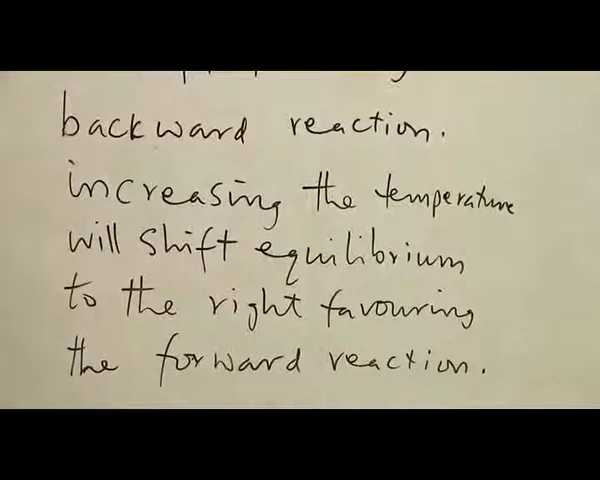 backward reaction.
increasing the temperature
will shift equilibrium
to the right favouring
the forward reaction.